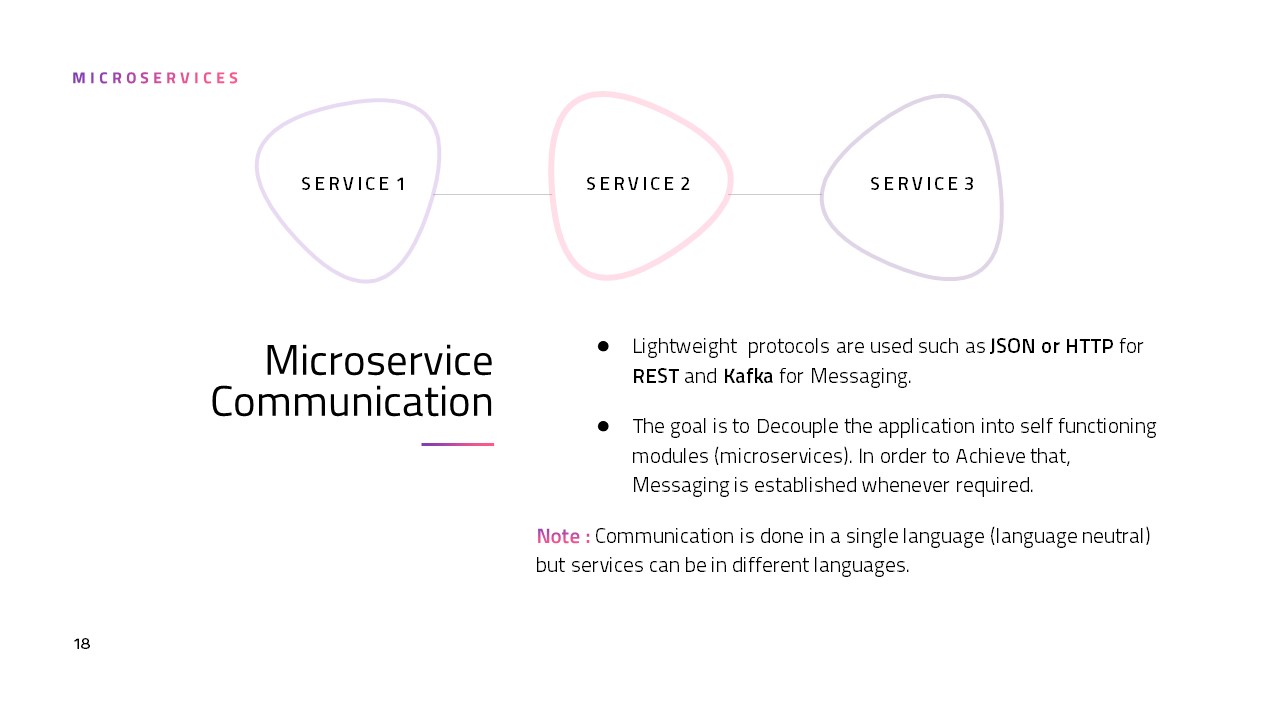 MICROSERVICES
SERVICE 1
SERVICE 2
SERVICE 3
Microservice
Communication
● Lightweight protocols are used such as JSON or HTTP for
REST and Kafka for Messaging.
● The goal is to Decouple the application into self functioning
modules (microservices). In order to Achieve that,
Messaging is established whenever required.
Note : Communication is done in a single language (language neutral)
but services can be in different languages.
18